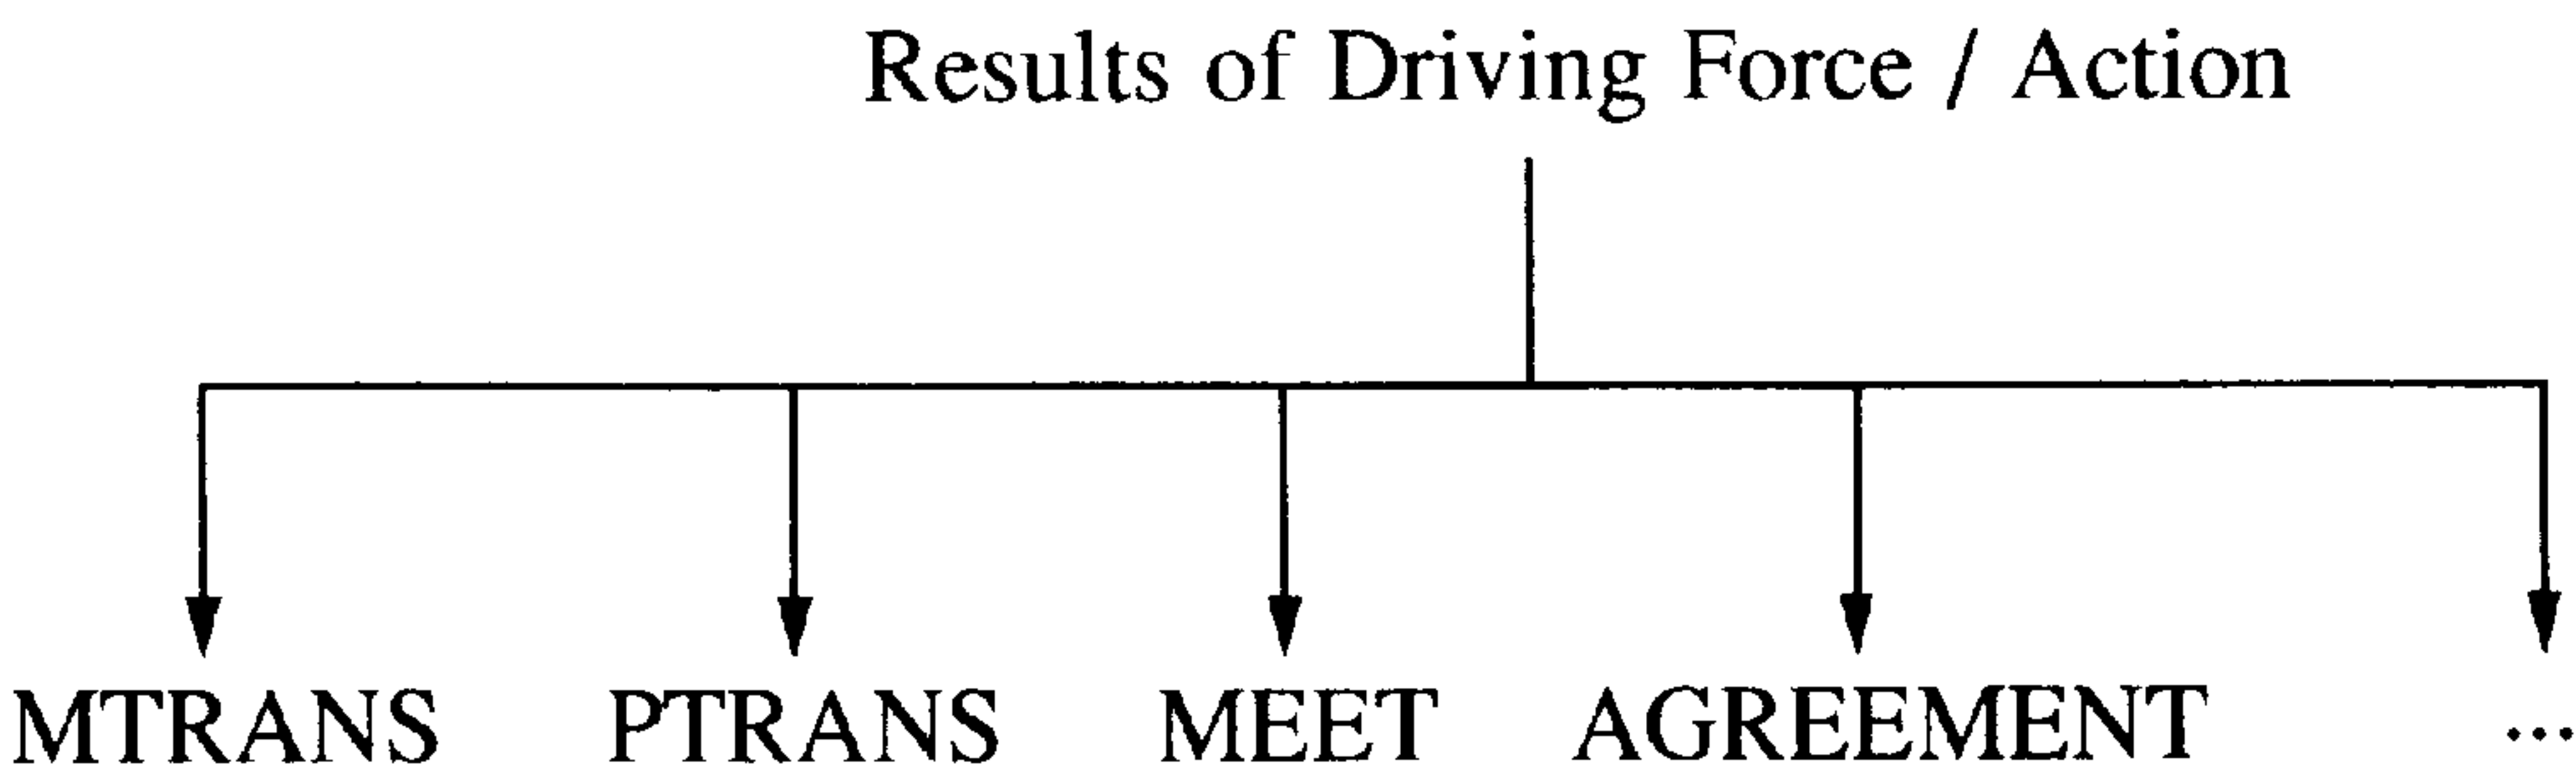 Results of Driving Force / Action
MTRANS PTRANS MEET AGREEMENT ...